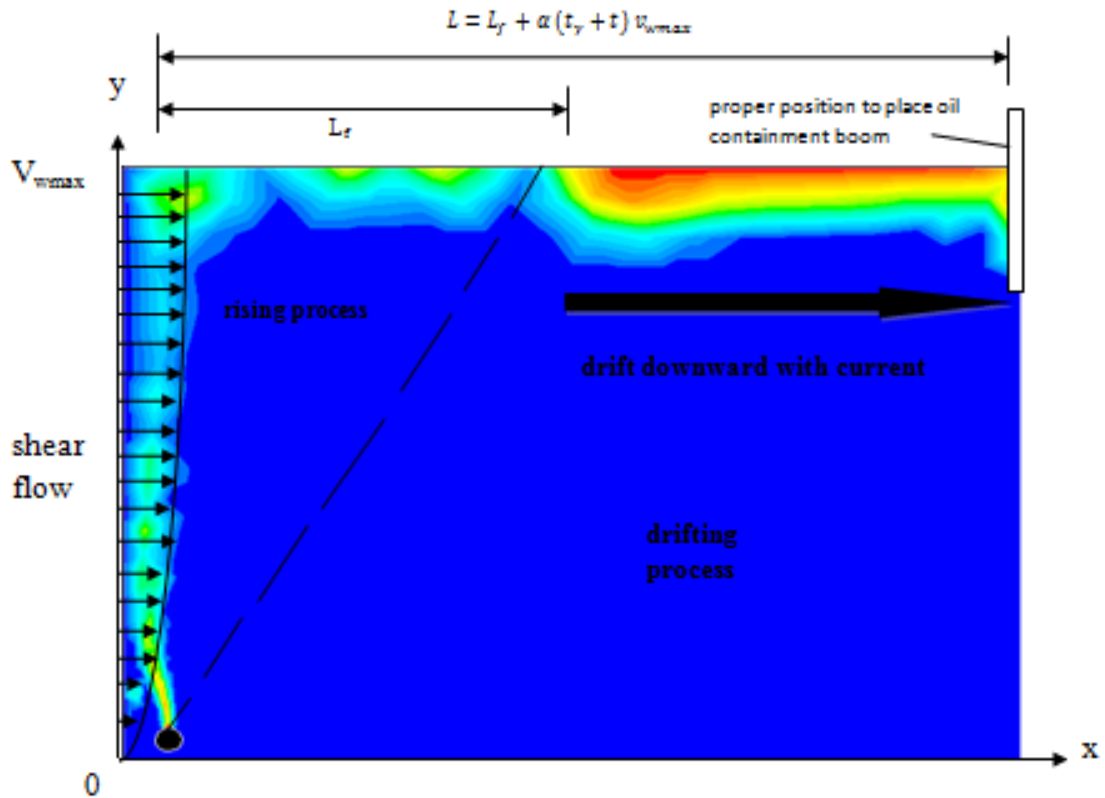 L = L_f + α (t_y + t) v_wmax
y
proper position to place oil
containment boom
L_f
V_wmax
rising process
drift downward with current
shear
flow
drifting
process
x
0